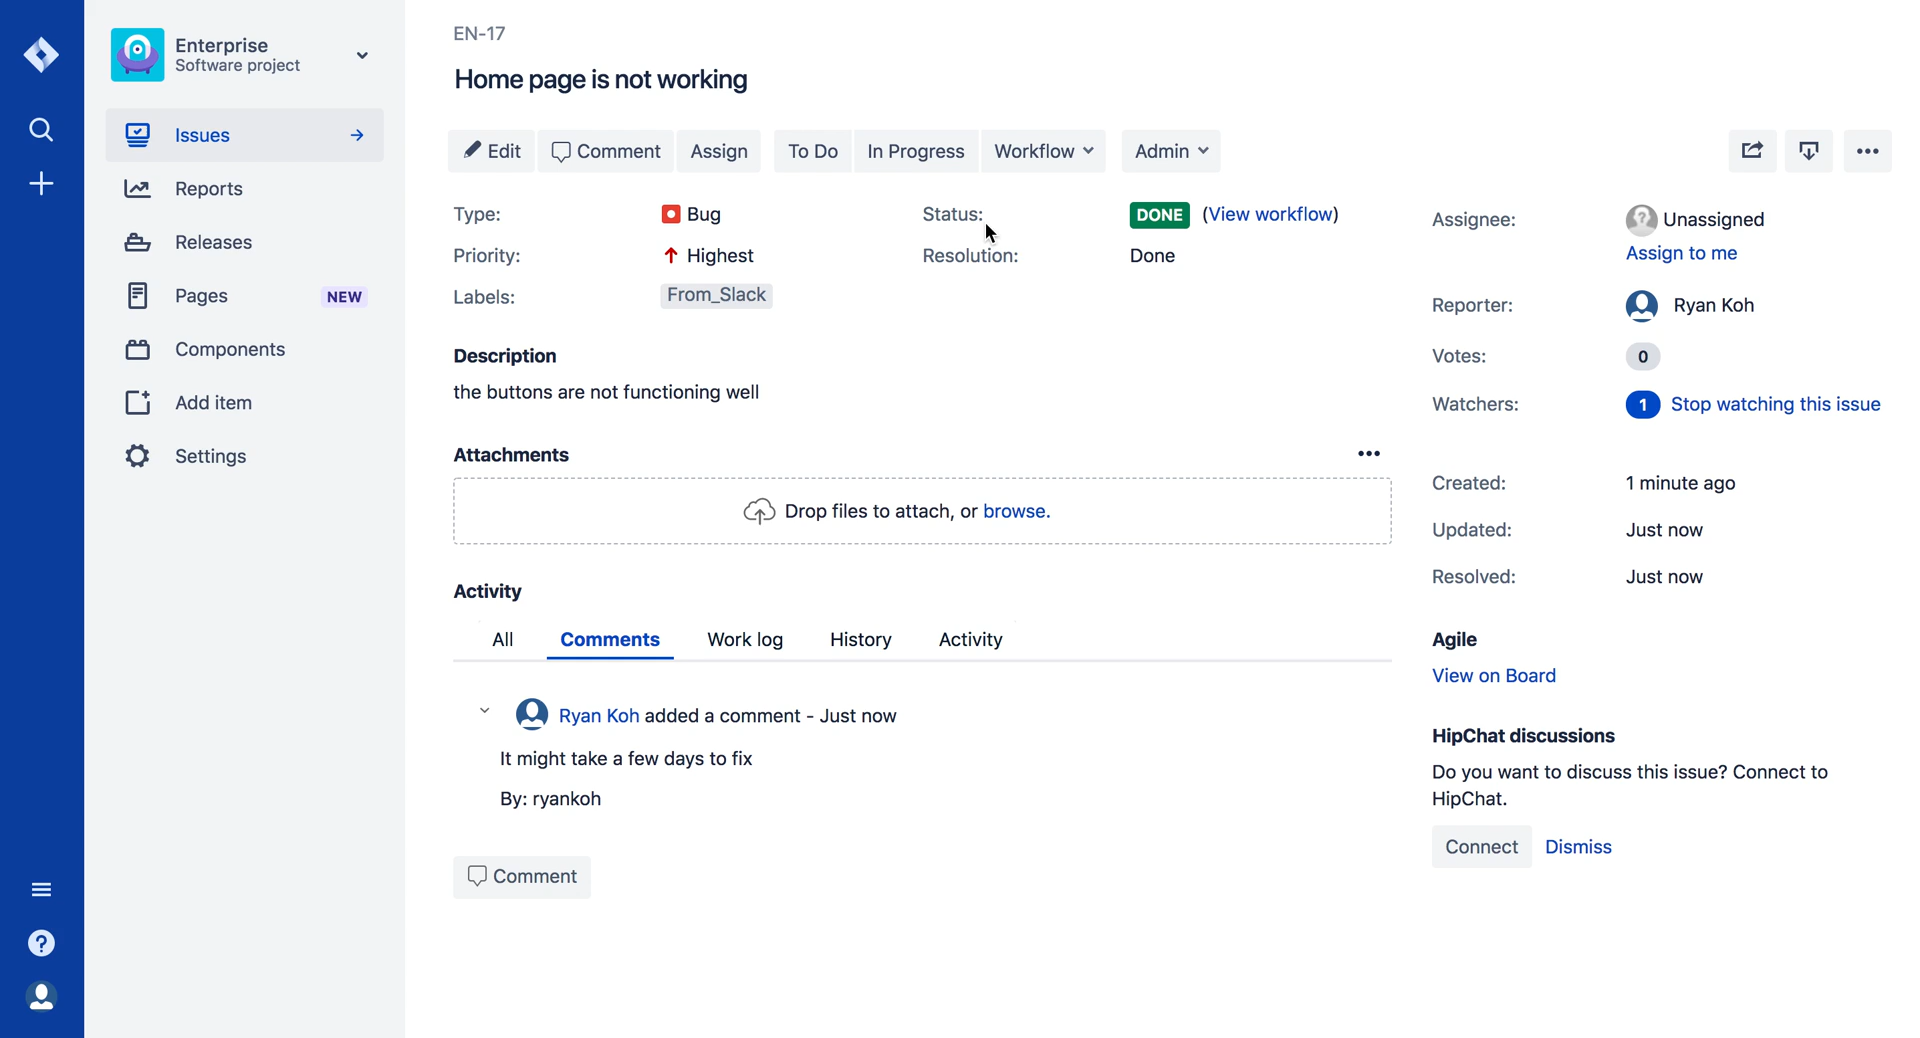 Enterprise
Software project
Issues
Reports
Releases
Pages NEW
Components
Add item
Settings
EN-17
Home page is not working
Edit Comment Assign To Do In Progress Workflow Admin
Type: Bug
Priority: Highest
Labels: From_Slack
Status: DONE (View workflow)
Resolution: Done
Description
the buttons are not functioning well
Attachments
Drop files to attach, or browse.
Activity
All Comments Work log History Activity
Ryan Koh added a comment - Just now
It might take a few days to fix
By: ryankoh
Comment
Assignee: Unassigned
Assign to me
Reporter: Ryan Koh
Votes: 0
Watchers: 1 Stop watching this issue
Created: 1 minute ago
Updated: Just now
Resolved: Just now
Agile
View on Board
HipChat discussions
Do you want to discuss this issue? Connect to
HipChat.
Connect Dismiss